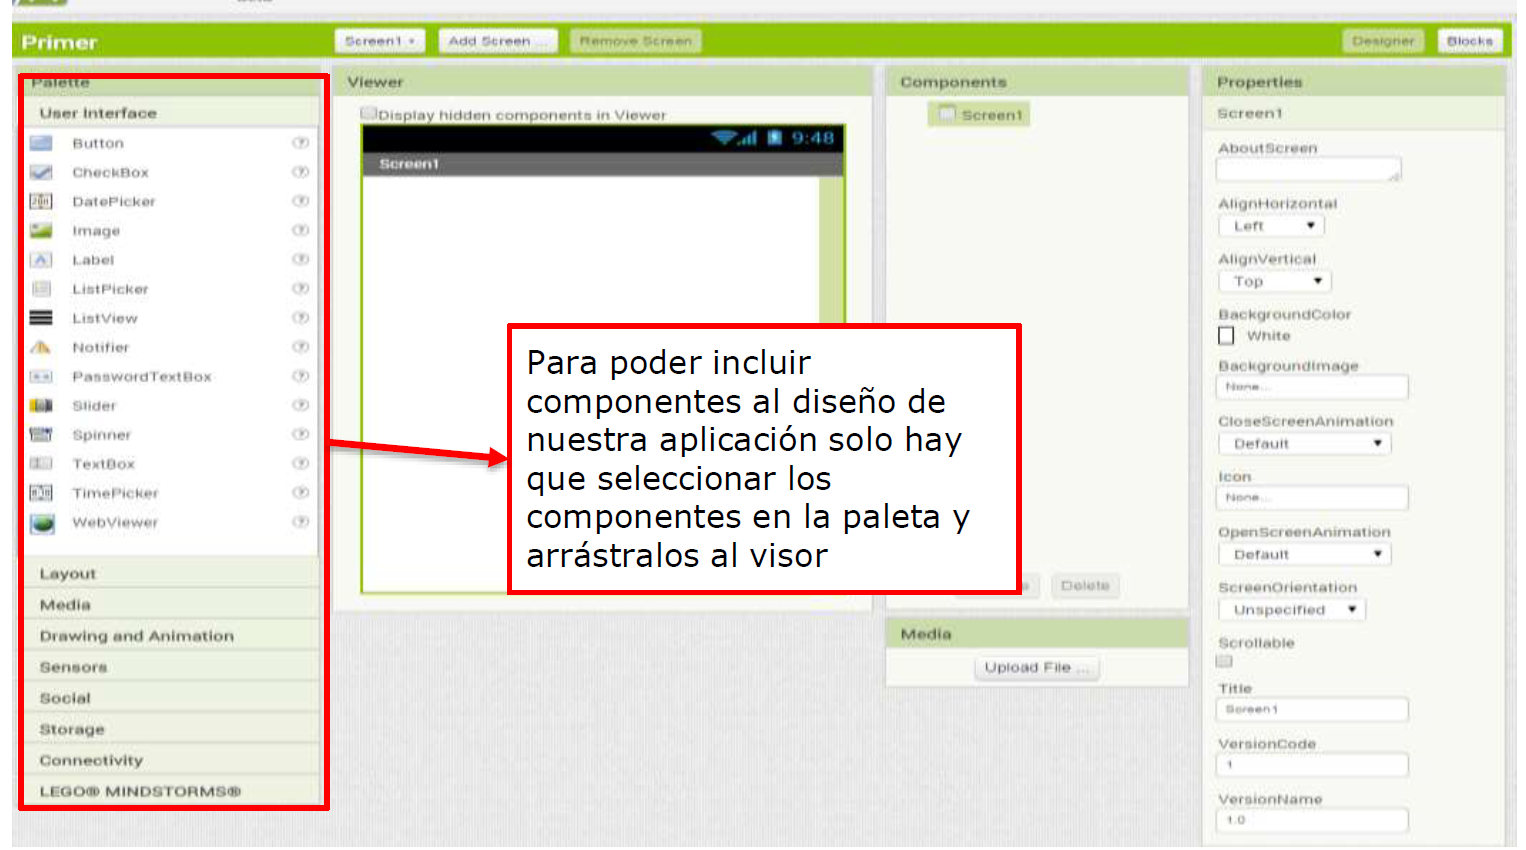 Beta
Primer
Screen1
Add Screen ...
Remove Screen
Designer
Blocks
Palette
User Interface
Button
CheckBox
DatePicker
Image
Label
ListPicker
ListView
Notifier
PasswordTextBox
Slider
Spinner
TextBox
TimePicker
WebViewer
Layout
Media
Drawing and Animation
Sensors
Social
Storage
Connectivity
LEGO® MINDSTORMS®
Viewer
Display hidden components in Viewer
9:48
Screen1
Para poder incluir
componentes al diseño de
nuestra aplicación solo hay
que seleccionar los
componentes en la paleta y
arrástralos al visor
Components
Screen1
Delete
Media
Upload File ...
Properties
Screen1
AboutScreen
AlignHorizontal
Left
AlignVertical
Top
BackgroundColor
White
BackgroundImage
None...
CloseScreenAnimation
Default
Icon
None...
OpenScreenAnimation
Default
ScreenOrientation
Unspecified
Scrollable
Title
Screen1
VersionCode
1
VersionName
1.0